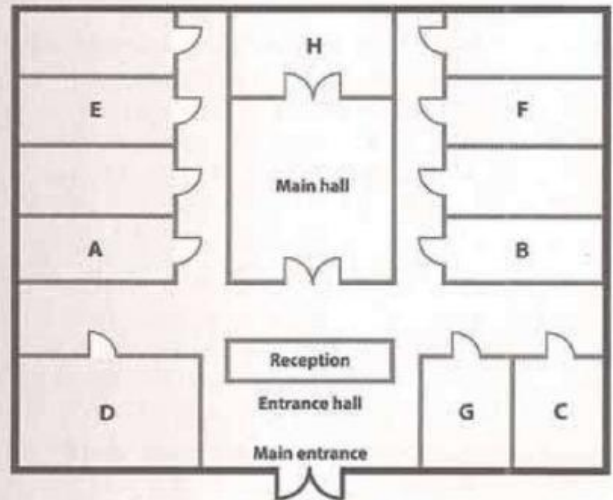 H
E
F
Main hall
A
B
Reception
D
Entrance hall
G
C
Main entrance